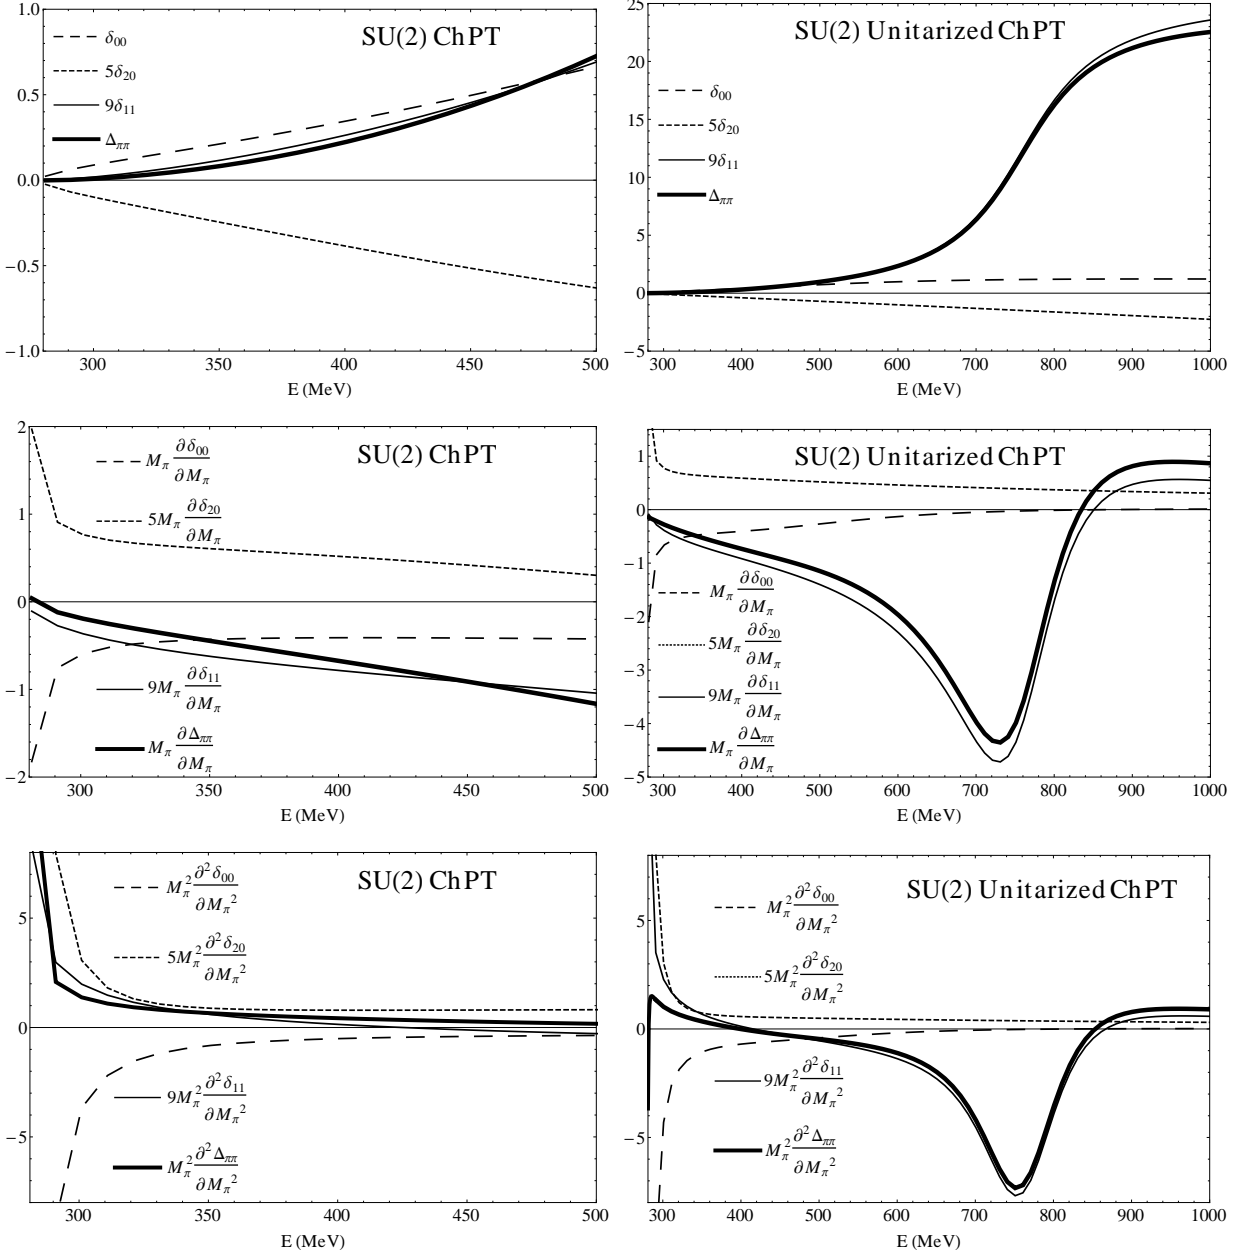 SU(2) ChPT
δ00
5δ20
9δ11
Δππ
1.0
0.5
0.0
−0.5
−1.0
300 350 400 450 500
E (MeV)
SU(2) Unitarized ChPT
δ00
5δ20
9δ11
Δππ
25
20
15
10
5
0
−5
300 400 500 600 700 800 900 1000
E (MeV)
SU(2) ChPT
Mπ ∂δ00/∂Mπ
5Mπ ∂δ20/∂Mπ
9Mπ ∂δ11/∂Mπ
Mπ ∂Δππ/∂Mπ
2
1
0
−1
−2
300 350 400 450 500
E (MeV)
SU(2) Unitarized ChPT
Mπ ∂δ00/∂Mπ
5Mπ ∂δ20/∂Mπ
9Mπ ∂δ11/∂Mπ
Mπ ∂Δππ/∂Mπ
1
0
−1
−2
−3
−4
−5
300 400 500 600 700 800 900 1000
E (MeV)
SU(2) ChPT
Mπ² ∂²δ00/∂Mπ²
5Mπ² ∂²δ20/∂Mπ²
9Mπ² ∂²δ11/∂Mπ²
Mπ² ∂²Δππ/∂Mπ²
5
0
−5
300 350 400 450 500
E (MeV)
SU(2) Unitarized ChPT
Mπ² ∂²δ00/∂Mπ²
5Mπ² ∂²δ20/∂Mπ²
9Mπ² ∂²δ11/∂Mπ²
Mπ² ∂²Δππ/∂Mπ²
5
0
−5
300 400 500 600 700 800 900 1000
E (MeV)